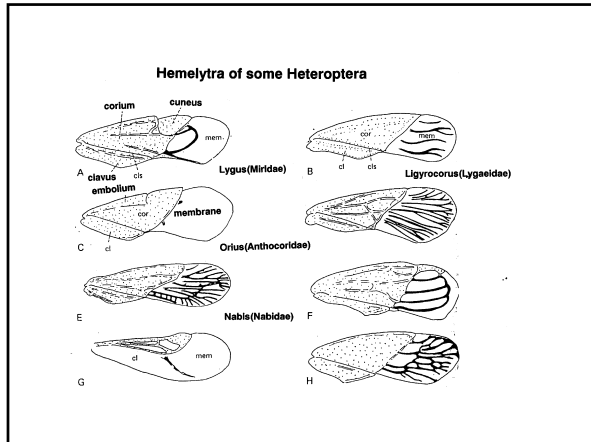 Hemelytra of some Heteroptera
corium
cuneus
mem
A
clavus
cls
Lygus(Miridae)
cor
mem
B
cl
cls
Ligyrocorus(Lygaeidae)
embolium
cor
membrane
C
cl
Orius(Anthocoridae)
E
Nabis(Nabidae)
F
cl
mem
G
H